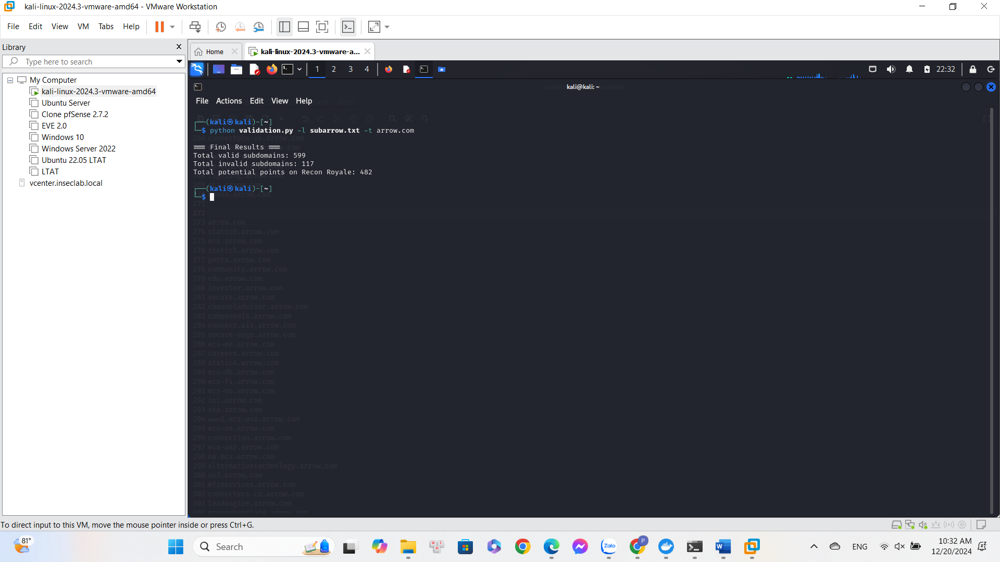 kali-linux-2024.3-vmware-amd64 - VMware Workstation
File Edit View VM Tabs Help
Library
Type here to search
My Computer
kali-linux-2024.3-vmware-amd64
Ubuntu Server
Clone pfSense 2.7.2
EVE 2.0
Windows 10
Windows Server 2022
Ubuntu 22.05 LTAT
LTAT
vcenter.inseclab.local
Home kali-linux-2024.3-vmware-a...
1 2 3 4 22:32
kali@kali: ~
File Actions Edit View Help
┌──(kali㉿kali)-[~]
└─$ python validation.py -l subarrow.txt -t arrow.com
264 connectphx-va.arrow.com
=== Final Results ===
Total valid subdomains: 599
Total invalid subdomains: 117
Total potential points on Recon Royale: 482
┌──(kali㉿kali)-[~]
└─$
271
272
273 arrow.com
274 static6.arrow.com
275 ecs.arrow.com
276 static5.arrow.com
277 parts.arrow.com
278 community.arrow.com
279 edu.arrow.com
280 investor.arrow.com
281 secure.arrow.com
282 channeladvisor.arrow.com
283 components.arrow.com
284 connect.ais.arrow.com
285 secure-eugo.arrow.com
286 ecs-ee.arrow.com
287 careers.arrow.com
288 static4.arrow.com
289 ecs-dk.arrow.com
290 ecs-fi.arrow.com
291 ecs-no.arrow.com
292 iot.arrow.com
293 xsp.arrow.com
294 www2.ecs-anz.arrow.com
295 ecs-se.arrow.com
296 connection.arrow.com
297 ecs-anz.arrow.com
298 na.ecs.arrow.com
299 alternativetechnology.arrow.com
300 ns3.arrow.com
301 mfiservices.arrow.com
302 connectecs-co.arrow.com
303 leadengine.arrow.com
To direct input to this VM, move the mouse pointer inside or press Ctrl+G.
81°
Search
Zalo
P
ENG
10:32 AM
12/20/2024